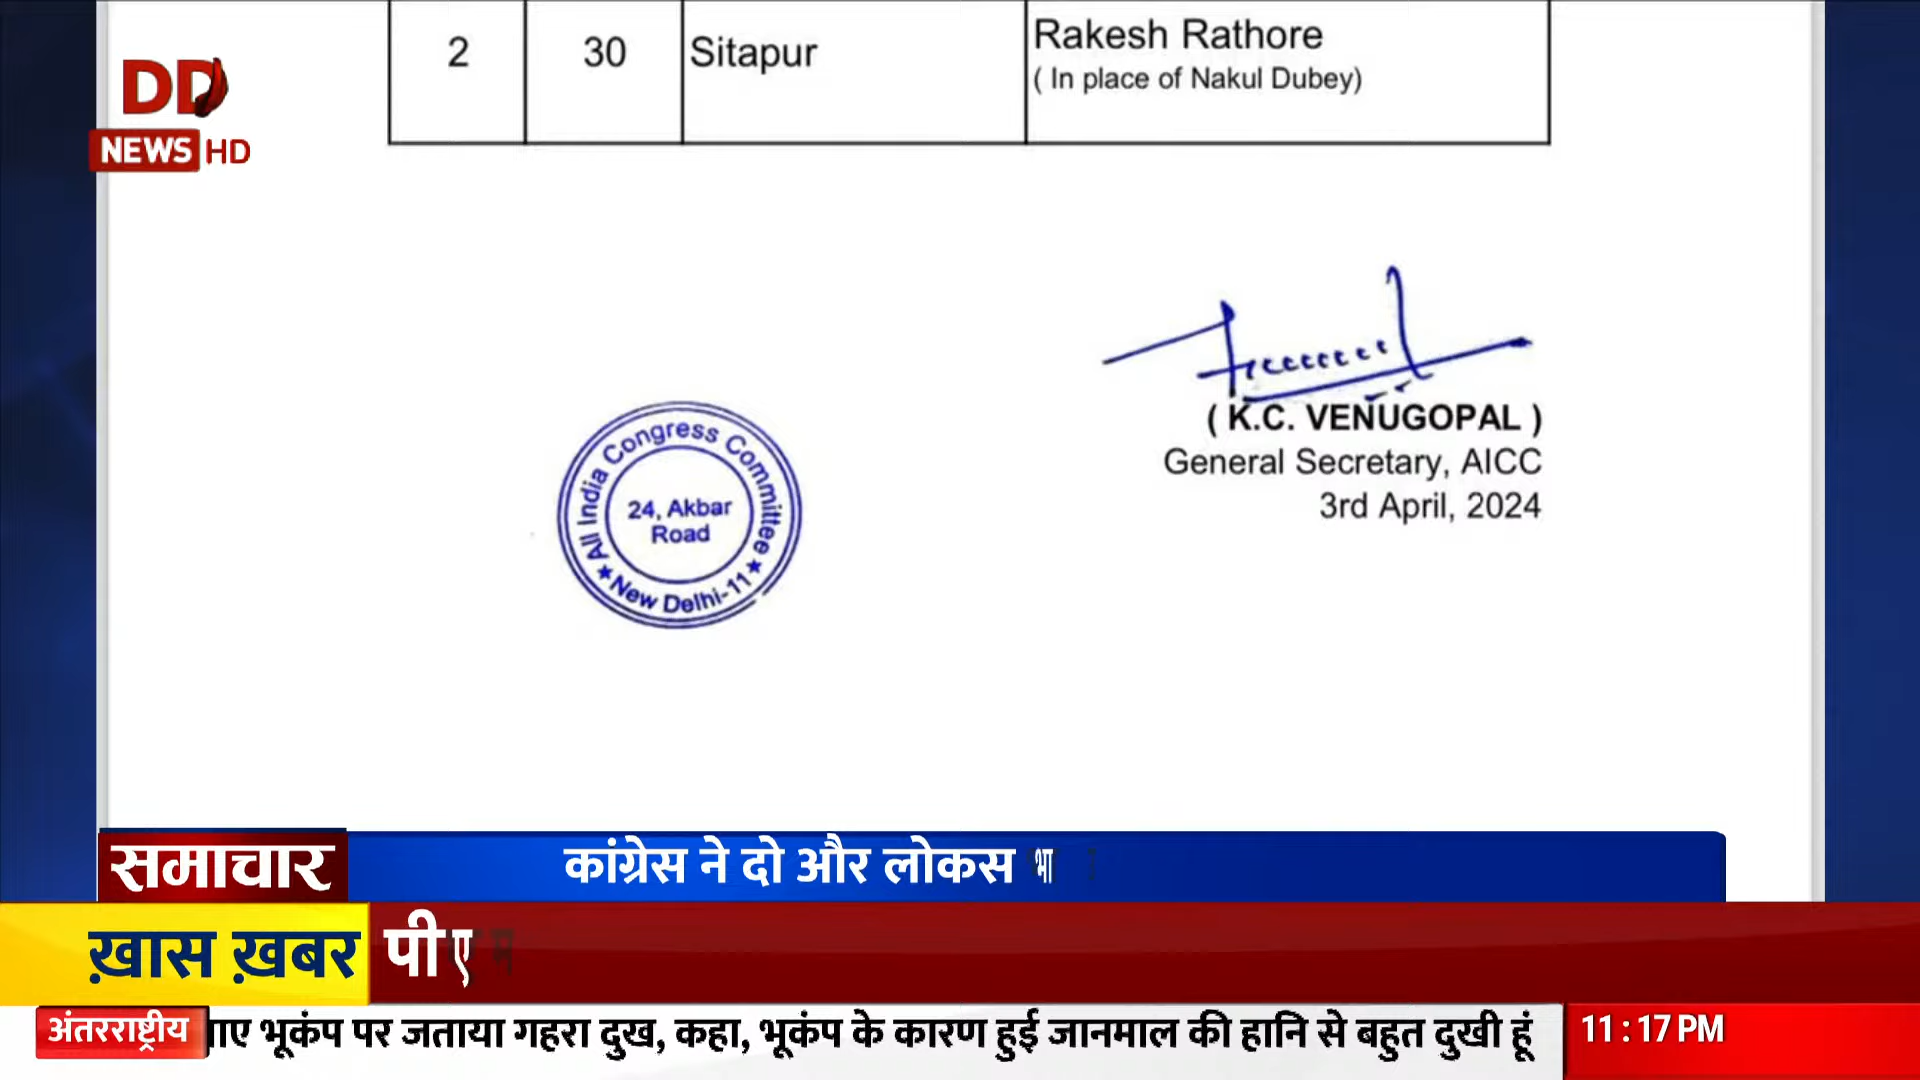 2 30 Sitapur Rakesh Rathore
( In place of Nakul Dubey)
DD
NEWS HD
( K.C. VENUGOPAL )
General Secretary, AICC
3rd April, 2024
All India Congress Committee
24, Akbar
Road
★ New Delhi-11 ★
समाचार
कांग्रेस ने दो और लोकसभा
ख़ास ख़बर
पीएम
अंतरराष्ट्रीय
भूकंप पर जताया गहरा दुख, कहा, भूकंप के कारण हुई जानमाल की हानि से बहुत दुखी हूं
11 : 17 PM